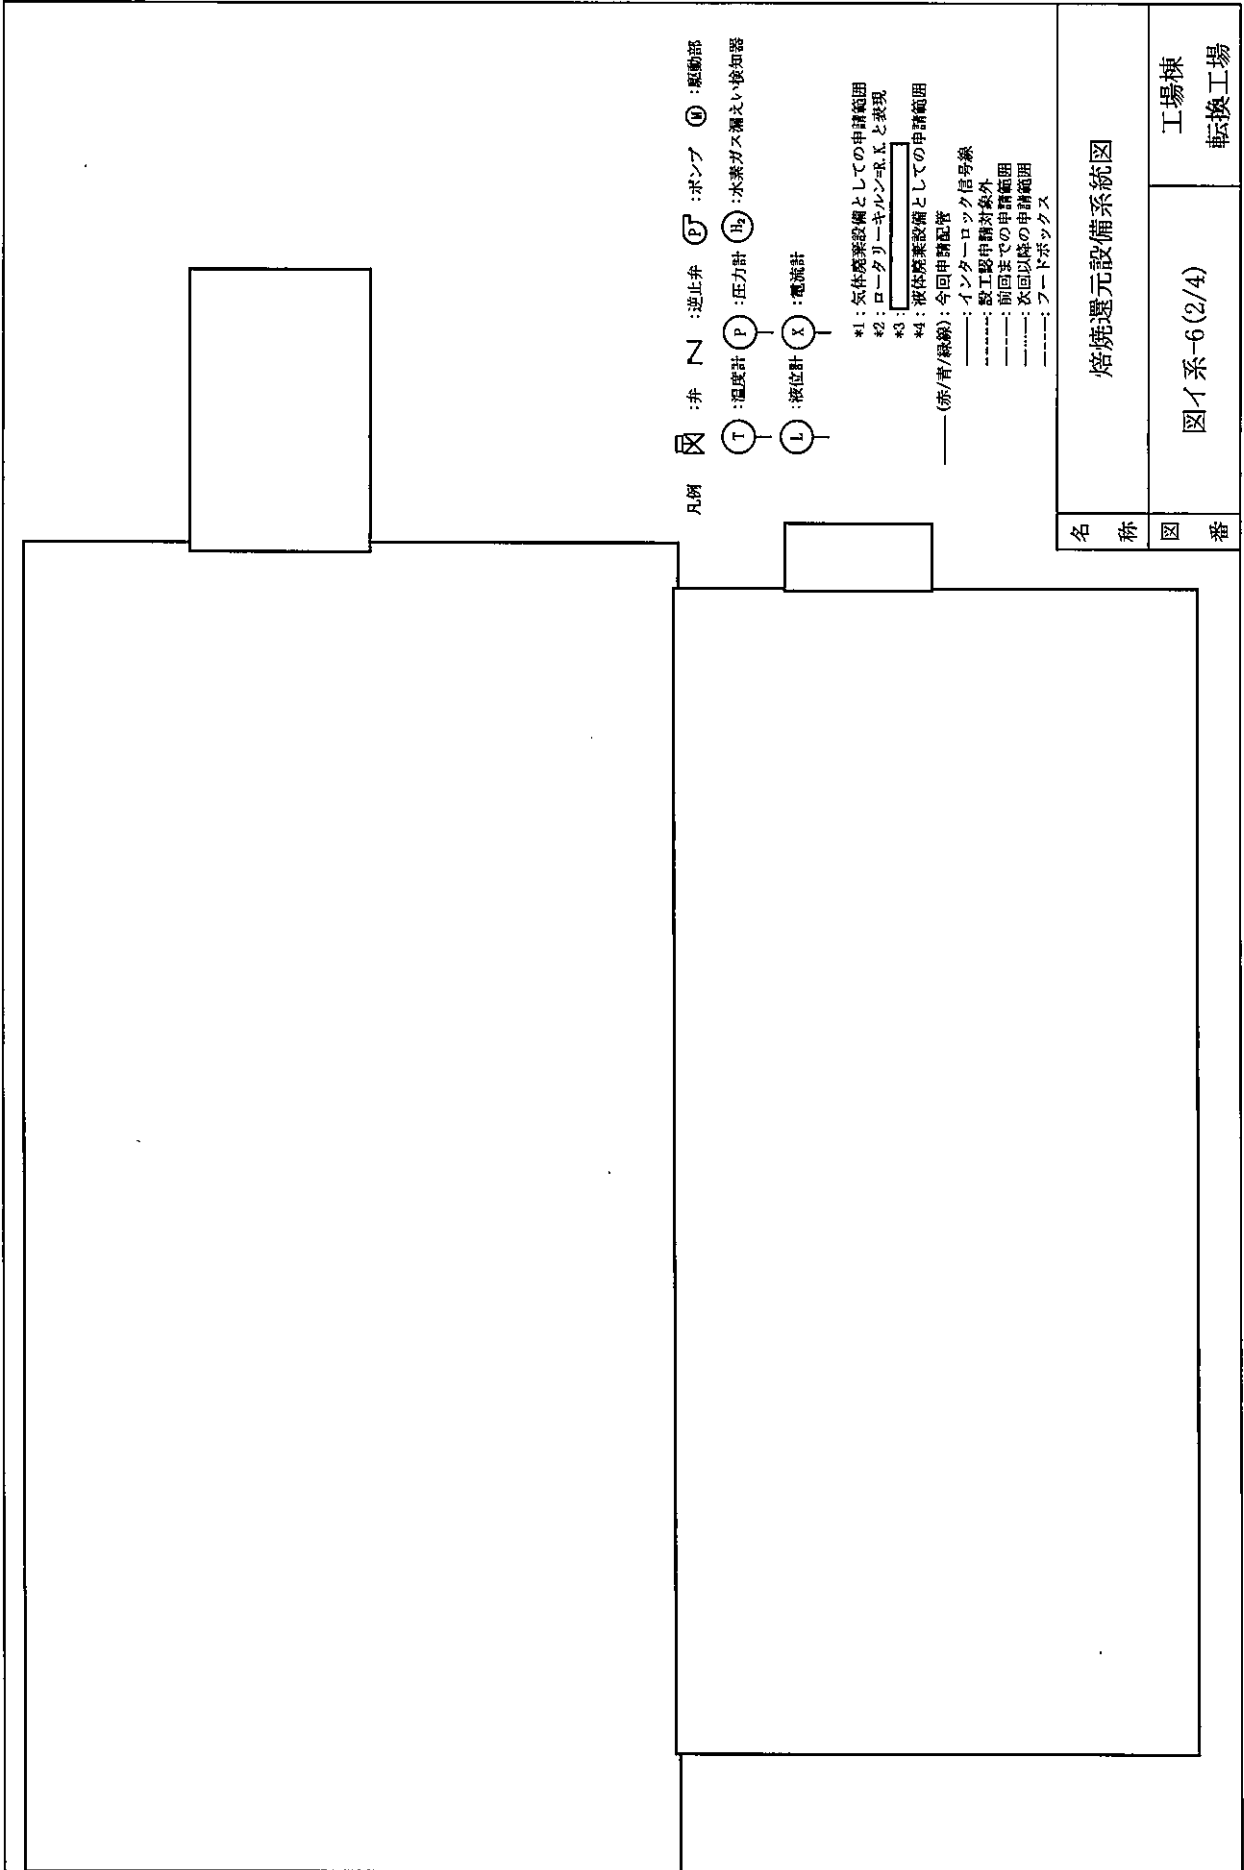 凡例 :弁 :逆止弁 P :ポンプ M :駆動部
T :温度計 P :圧力計 H₂ :水素ガス漏えい検知器
L :液位計 X :電流計
*1:気体廃棄設備としての申請範囲
*2:ロータリーキルン=R.K.と表現
*3:
*4:液体廃棄設備としての申請範囲
(赤/青/緑線):今回申請配管
:インターロック信号線
:設工認申請対象外
:前回までの申請範囲
:次回以降の申請範囲
:フードボックス
名称 焙焼還元設備系統図
図番 図イ系-6(2/4) 工場棟
転換工場